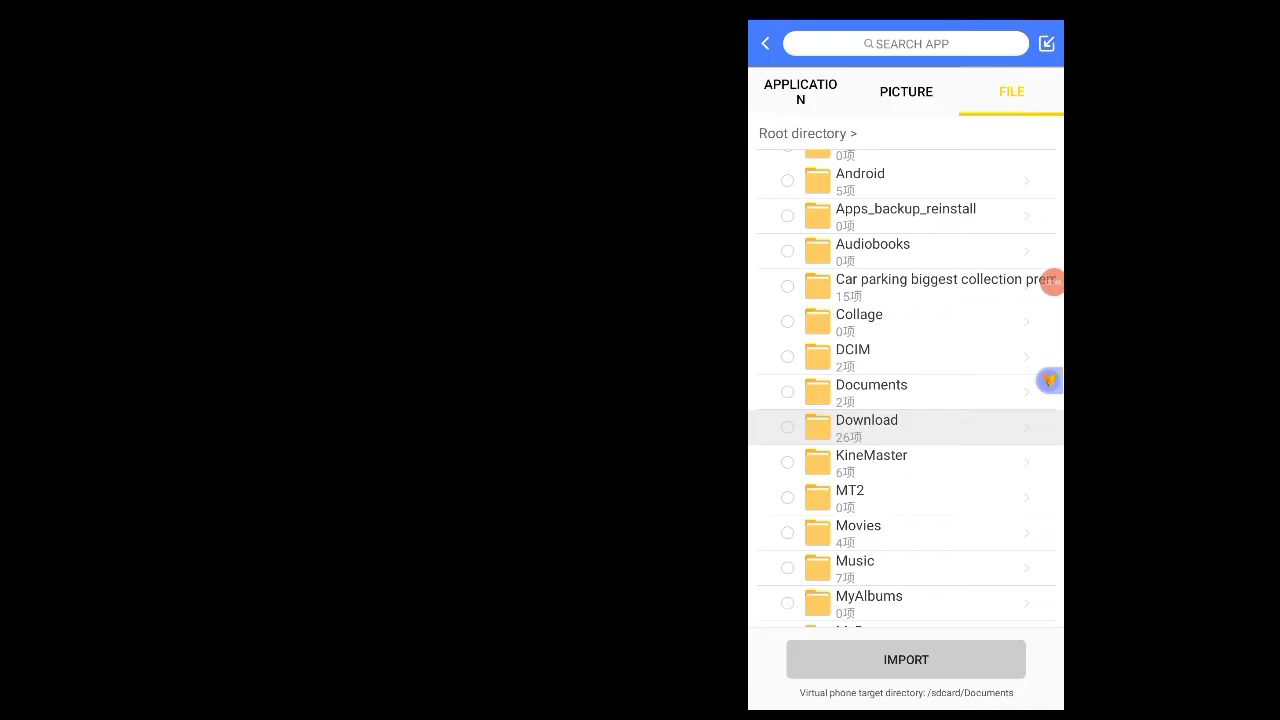 SEARCH APP
APPLICATIO
N
PICTURE
FILE
Root directory >
0项
Android
5项
Apps_backup_reinstall
0项
Audiobooks
0项
Car parking biggest collection prem
15项
Collage
0项
DCIM
2项
Documents
2项
Download
26项
KineMaster
6项
MT2
0项
Movies
4项
Music
7项
MyAlbums
0项
IMPORT
Virtual phone target directory: /sdcard/Documents